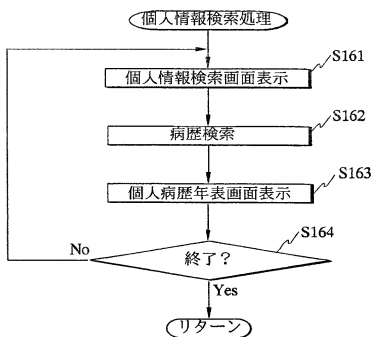 個人情報検索処理
S161
個人情報検索画面表示
S162
病歴検索
S163
個人病歴年表画面表示
S164
No
終了?
Yes
リターン